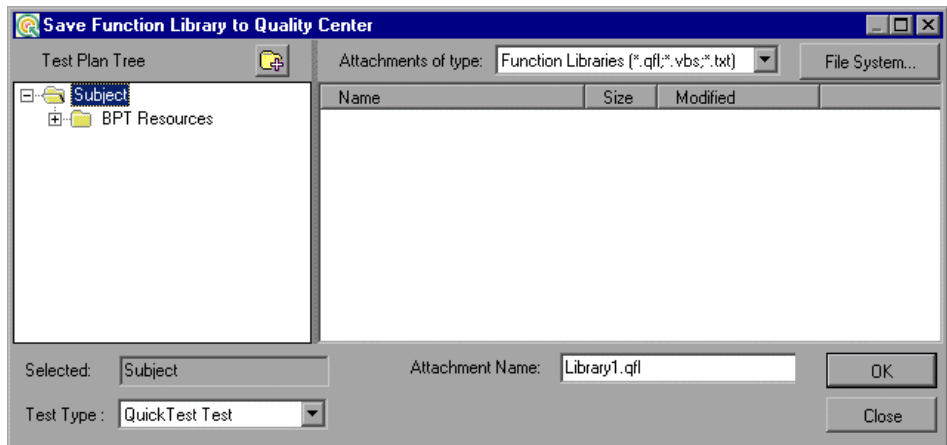 Save Function Library to Quality Center
Test Plan Tree
Attachments of type: Function Libraries (*.qfl;*.vbs;*.txt) File System...
Subject
BPT Resources
Name Size Modified
Selected: Subject
Attachment Name: Library1.qfl
OK
Test Type : QuickTest Test
Close